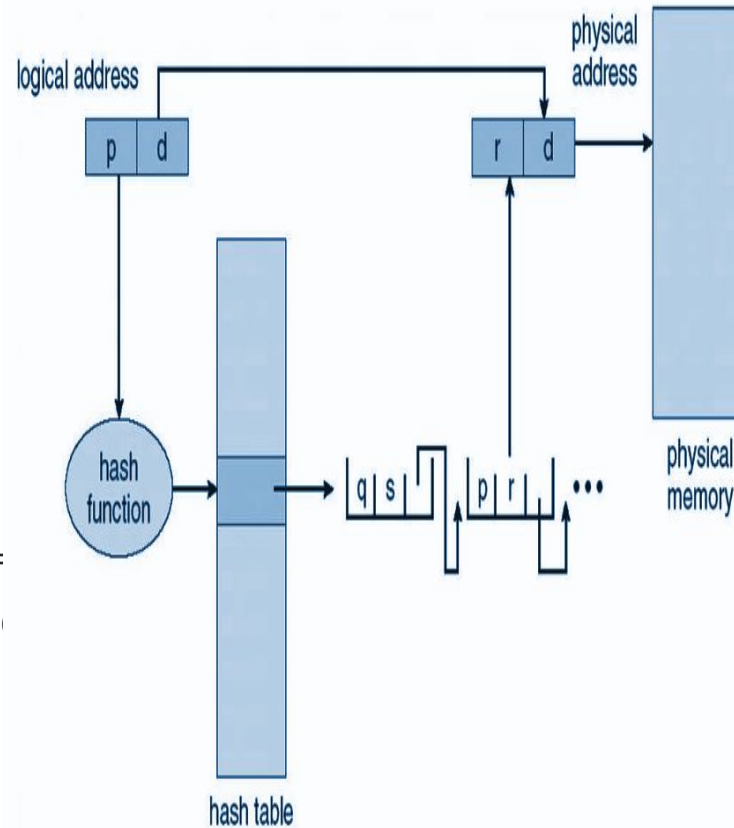 logical address
physical
address
p d
r d
hash
function
q s
p r
•••
physical
memory
hash table